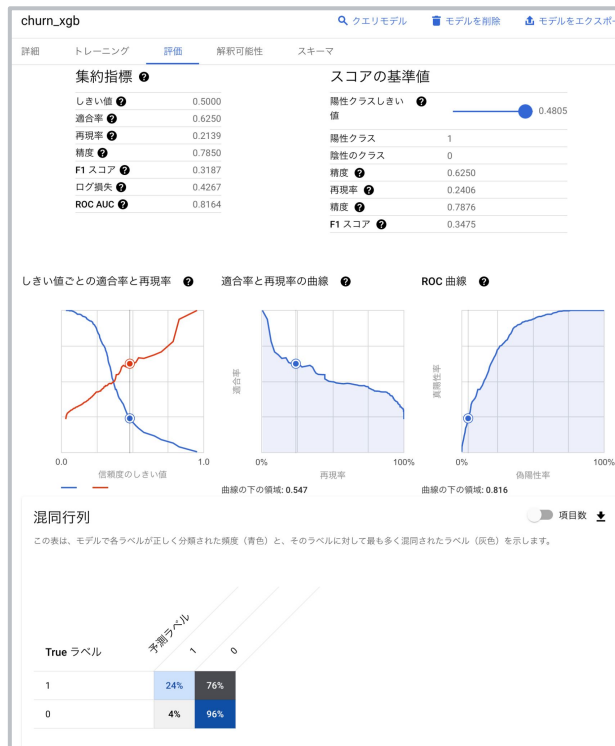 churn_xgb
クエリモデル
モデルを削除
モデルをエクスポー
詳細 トレーニング 評価 解釈可能性 スキーマ
集約指標
しきい値 0.5000
適合率 0.6250
再現率 0.2139
精度 0.7850
F1 スコア 0.3187
ログ損失 0.4267
ROC AUC 0.8164
スコアの基準値
陽性クラスしきい
値 0.4805
陽性クラス 1
陰性のクラス 0
精度 0.6250
再現率 0.2406
精度 0.7876
F1 スコア 0.3475
しきい値ごとの適合率と再現率
0.0 1.0
信頼度のしきい値
適合率と再現率の曲線
適合率
0% 100%
再現率
曲線の下の領域: 0.547
ROC 曲線
真陽性率
0% 100%
偽陽性率
曲線の下の領域: 0.816
混同行列
項目数
この表は、モデルで各ラベルが正しく分類された頻度（青色）と、そのラベルに対して最も多く混同されたラベル（灰色）を示します。
True ラベル 予測ラベル 1 0
1 24% 76%
0 4% 96%